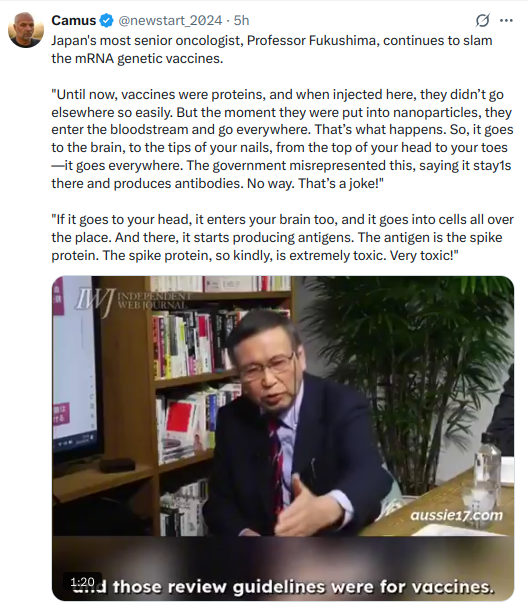 Camus @newstart_2024 · 5h
Japan's most senior oncologist, Professor Fukushima, continues to slam
the mRNA genetic vaccines.
"Until now, vaccines were proteins, and when injected here, they didn't go
elsewhere so easily. But the moment they were put into nanoparticles, they
enter the bloodstream and go everywhere. That's what happens. So, it goes
to the brain, to the tips of your nails, from the top of your head to your toes
—it goes everywhere. The government misrepresented this, saying it stay1s
there and produces antibodies. No way. That's a joke!"
"If it goes to your head, it enters your brain too, and it goes into cells all over
the place. And there, it starts producing antigens. The antigen is the spike
protein. The spike protein, so kindly, is extremely toxic. Very toxic!"
IWJ INDEPENDENT
WEB JOURNAL
aussie17.com
1:20
and those review guidelines were for vaccines.